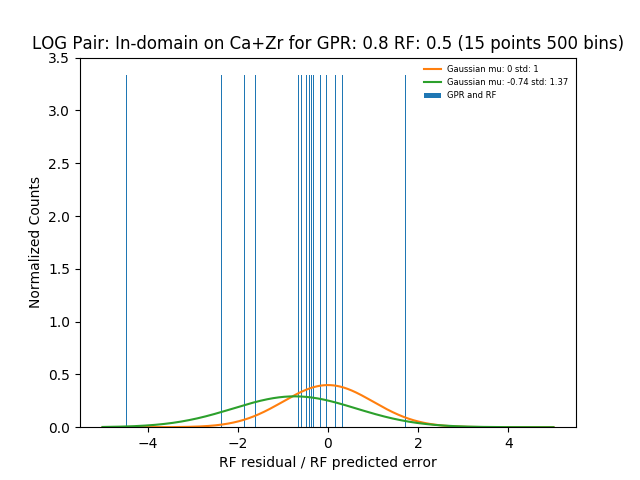 LOG Pair: In-domain on Ca+Zr for GPR: 0.8 RF: 0.5 (15 points 500 bins)
Gaussian mu: 0 std: 1
Gaussian mu: -0.74 std: 1.37
GPR and RF
Normalized Counts
3.5
3.0
2.5
2.0
1.5
1.0
0.5
0.0
−4 −2 0 2 4
RF residual / RF predicted error